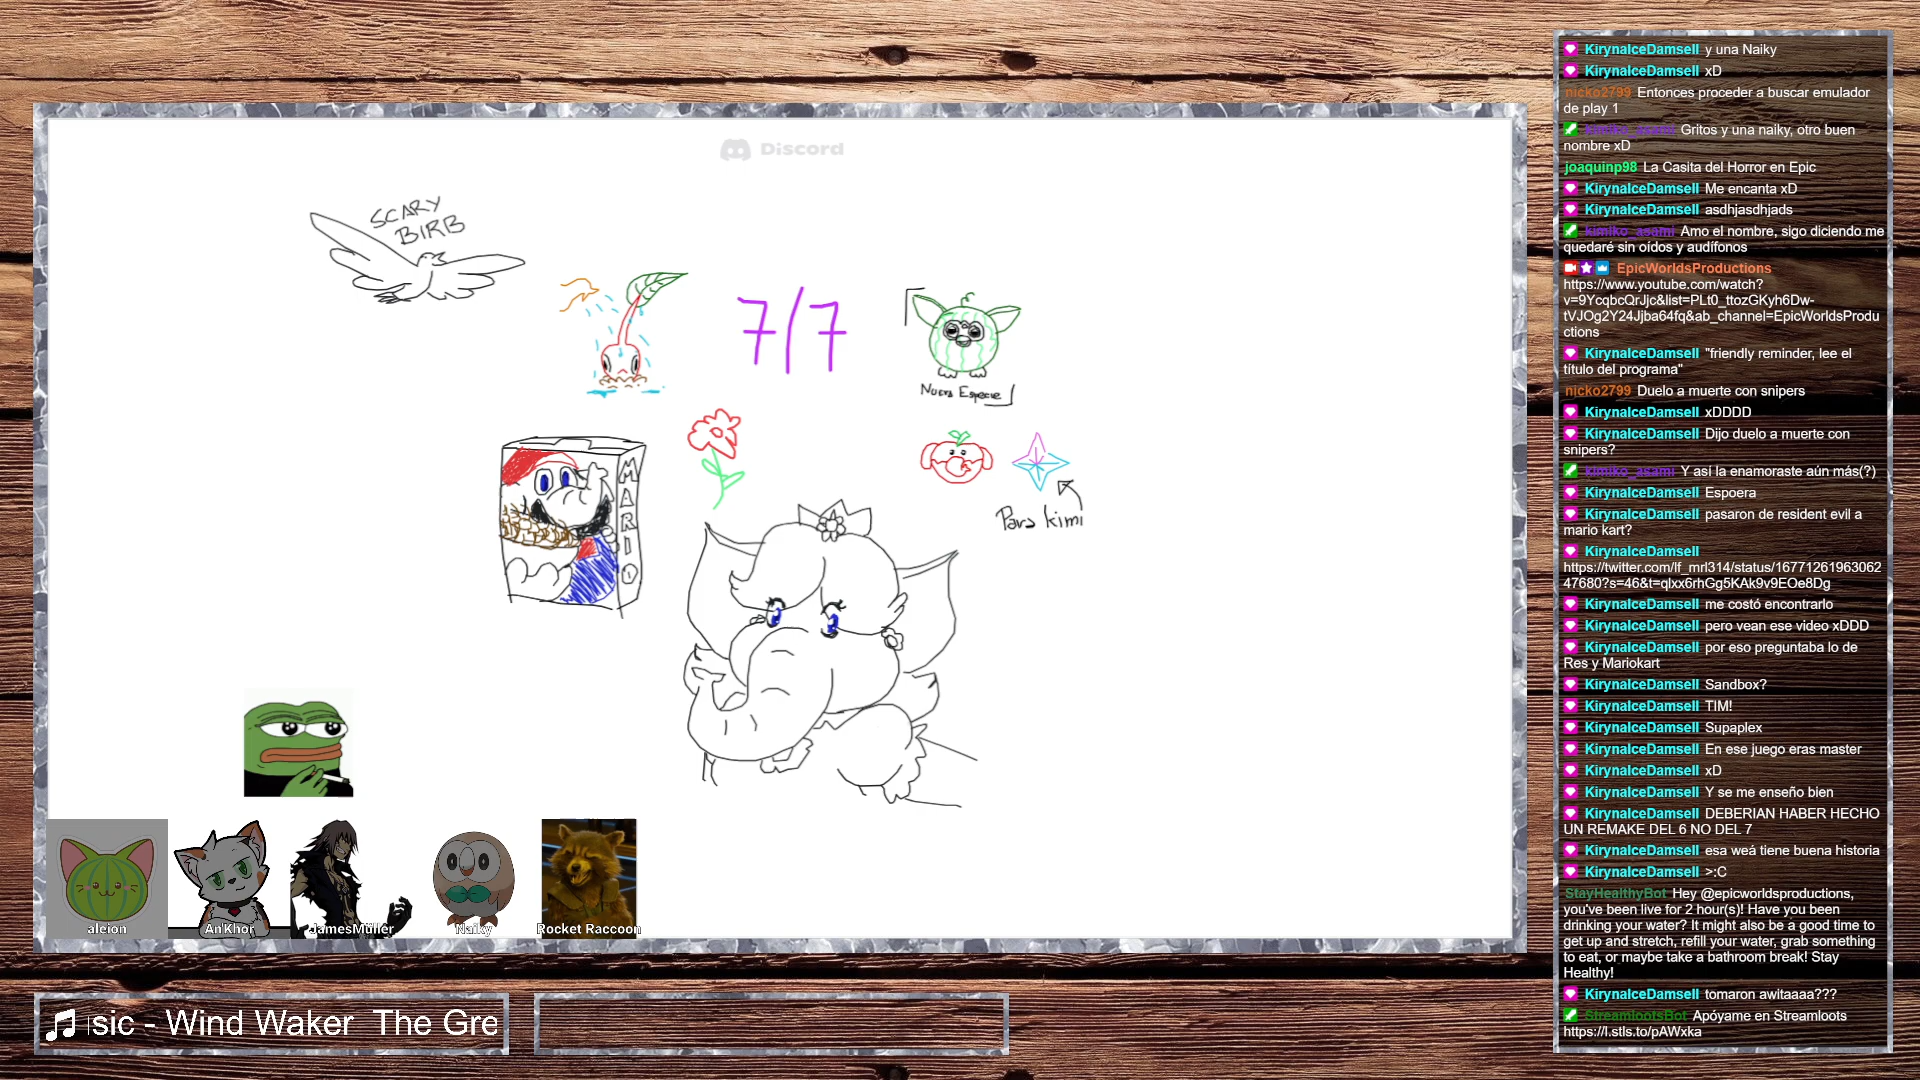 Discord
SCARY
BIRB
7/7
Nueva Especie
MARIO
Para kimi
aleion
An'Khor
JamesMüller
Naiky
Rocket Raccoon
sic - Wind Waker The Gre
KirynalceDamsell y una Naiky
KirynalceDamsell xD
nicko2799 Entonces proceder a buscar emulador
de play 1
kimiko_asami Gritos y una naiky, otro buen
nombre xD
joaquinp98 La Casita del Horror en Epic
KirynalceDamsell Me encanta xD
KirynalceDamsell asdhjasdhjads
kimiko_asami Amo el nombre, sigo diciendo me
quedaré sin oídos y audífonos
EpicWorldsProductions
https://www.youtube.com/watch?
v=9YcqbcQrJjc&list=PLt0_ttozGKyh6Dw-
tVJOg2Y24Jjba64fq&ab_channel=EpicWorldsProdu
ctions
KirynalceDamsell "friendly reminder, lee el
título del programa"
nicko2799 Duelo a muerte con snipers
KirynalceDamsell xDDDD
KirynalceDamsell Dijo duelo a muerte con
snipers?
kimiko_asami Y así la enamoraste aún más(?)
KirynalceDamsell Espoera
KirynalceDamsell pasaron de resident evil a
mario kart?
KirynalceDamsell
https://twitter.com/lf_mrl314/status/16771261963062
47680?s=46&t=qlxx6rhGg5KAk9v9EOe8Dg
KirynalceDamsell me costó encontrarlo
KirynalceDamsell pero vean ese video xDDD
KirynalceDamsell por eso preguntaba lo de
Res y Mariokart
KirynalceDamsell Sandbox?
KirynalceDamsell TIM!
KirynalceDamsell Supaplex
KirynalceDamsell En ese juego eras master
KirynalceDamsell xD
KirynalceDamsell Y se me enseño bien
KirynalceDamsell DEBERIAN HABER HECHO
UN REMAKE DEL 6 NO DEL 7
KirynalceDamsell esa weá tiene buena historia
KirynalceDamsell >:C
StayHealthyBot Hey @epicworldsproductions,
you've been live for 2 hour(s)! Have you been
drinking your water? It might also be a good time to
get up and stretch, refill your water, grab something
to eat, or maybe take a bathroom break! Stay
Healthy!
KirynalceDamsell tomaron awitaaaa???
StreamlootsBot Apóyame en Streamloots
https://l.stls.to/pAWxka